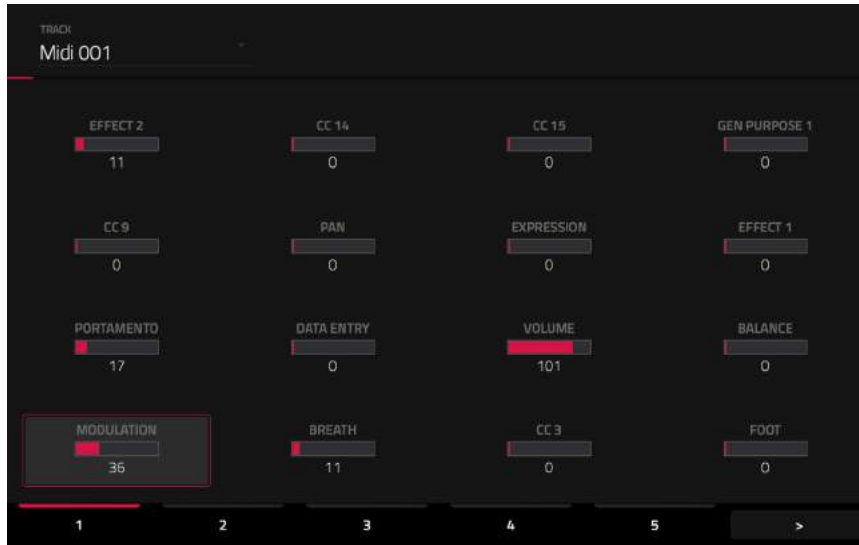 TRACK
Midi 001
EFFECT 2 CC 14 CC 15 GEN PURPOSE 1
11 0 0 0
CC 9 PAN EXPRESSION EFFECT 1
0 0 0 0
PORTAMENTO DATA ENTRY VOLUME BALANCE
17 0 101 0
MODULATION BREATH CC 3 FOOT
36 11 0 0
1 2 3 4 5 >